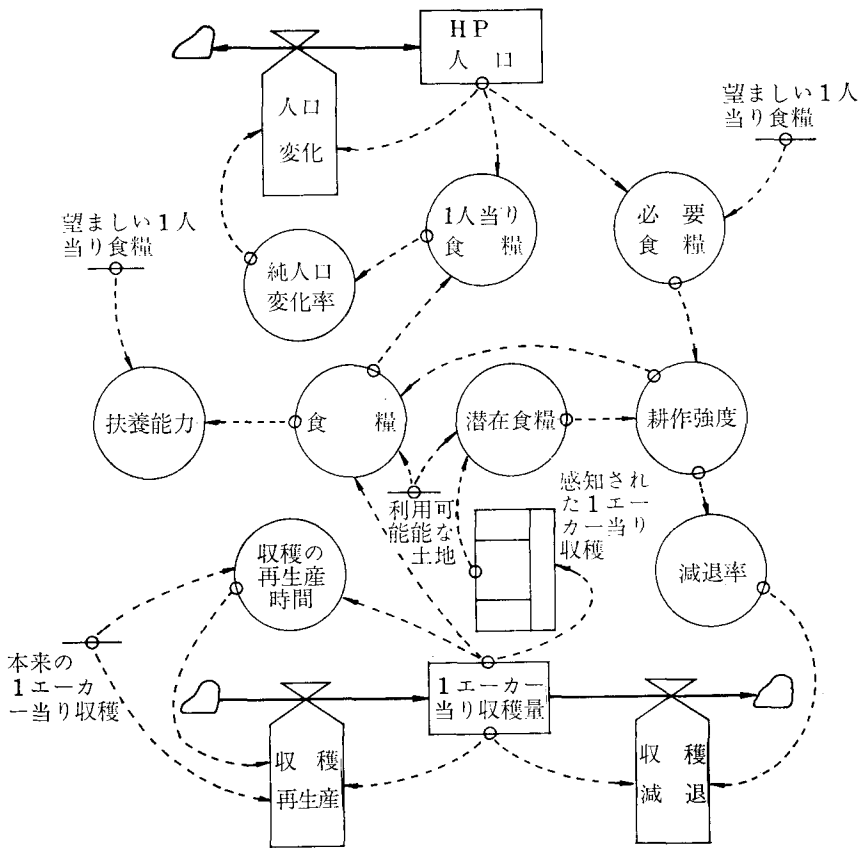 HP
人口
人口
変化
望ましい1人
当り食糧
望ましい1人
当り食糧
1人当り
食糧
必要
食糧
純人口
変化率
扶養能力
食糧
潜在食糧
耕作強度
感知され
た1エー
カー当り
収穫
利用可
能能な
土地
収穫の
再生産
時間
減退率
本来の
1エーカ
ー当り収穫
1エーカー
当り収穫量
収穫
再生産
収穫
減退